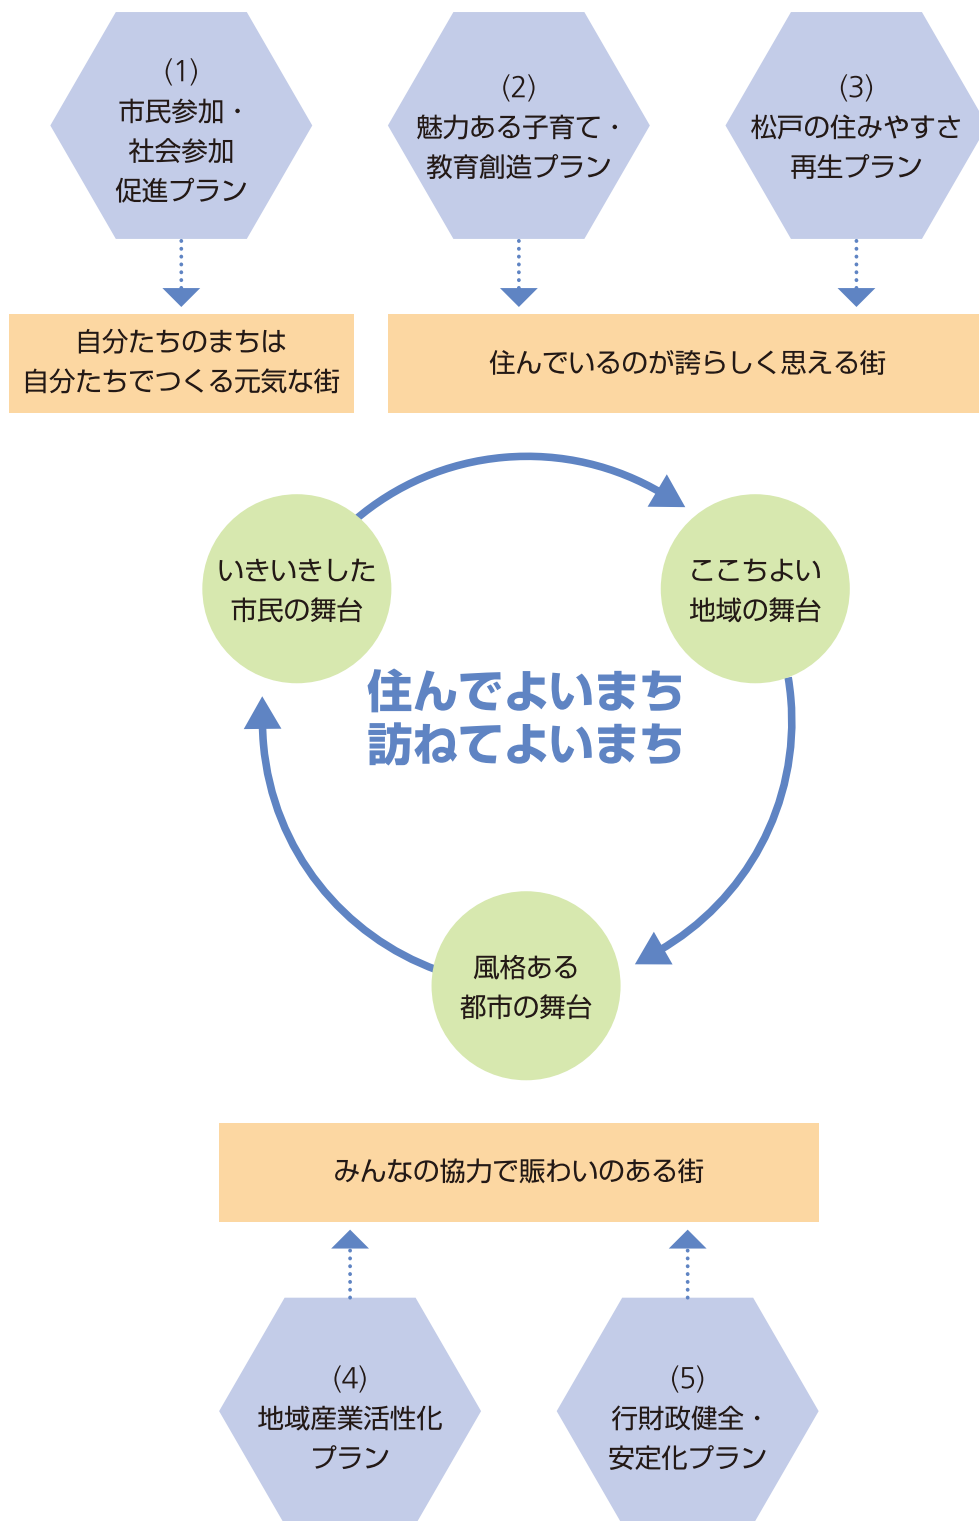 (1)
市民参加・
社会参加
促進プラン
(2)
魅力ある子育て・
教育創造プラン
(3)
松戸の住みやすさ
再生プラン
自分たちのまちは
自分たちでつくる元気な街
住んでいるのが誇らしく思える街
いきいきした
市民の舞台
ここちよい
地域の舞台
住んでよいまち
訪ねてよいまち
風格ある
都市の舞台
みんなの協力で賑わいのある街
(4)
地域産業活性化
プラン
(5)
行財政健全・
安定化プラン